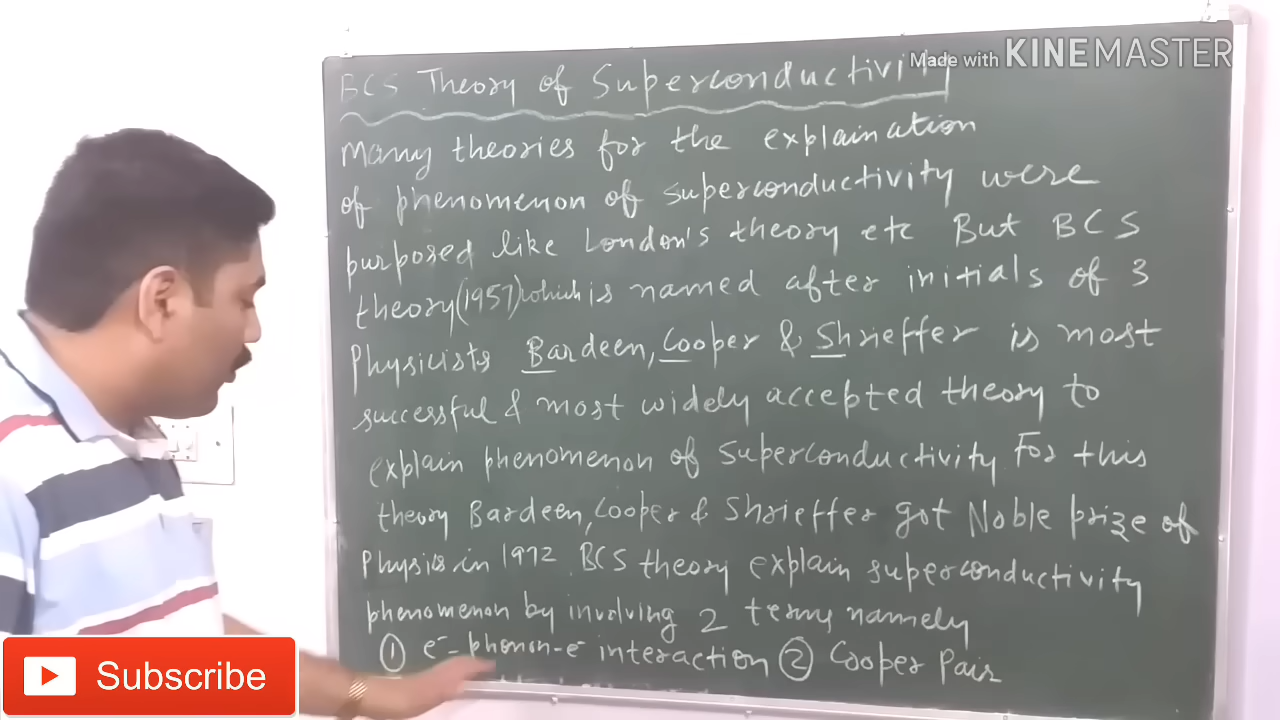 Made with KINEMASTER
BCS Theory of Superconductivity
Many theories for the explaination
of phenomenon of superconductivity were
purposed like London's theory etc But BCS
theory (1957) which is named after initials of 3
Physicists Bardeen, Cooper & Shrieffer is most
successful & most widely accepted theory to
explain phenomenon of superconductivity For this
theory Bardeen, Cooper & Shrieffer got Noble prize of
Physics in 1972. BCS theory explain superconductivity
phenomenon by involving 2 terms namely
① e⁻-phonon-e⁻ interaction ② Cooper Pair
Subscribe